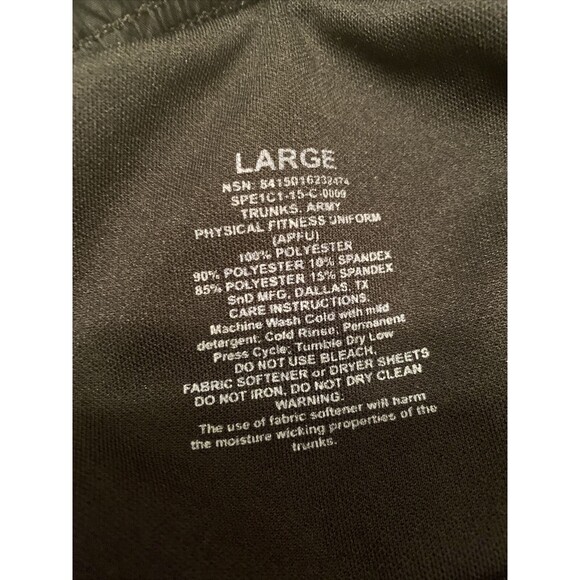 LARGE
NSN: 8415016232474
SPE1C1-15-C-0009
TRUNKS, ARMY
PHYSICAL FITNESS UNIFORM
(APFU)
100% POLYESTER
90% POLYESTER 10% SPANDEX
85% POLYESTER 15% SPANDEX
SnD MFG, DALLAS, TX
CARE INSTRUCTIONS.
Machine Wash Cold with mild
detergent; Cold Rinse, Permanent
Press Cycle; Tumble Dry Low
DO NOT USE BLEACH,
FABRIC SOFTENER or DRYER SHEETS
DO NOT IRON, DO NOT DRY CLEAN
WARNING.
The use of fabric softener will harm
the moisture wicking properties of the
trunks.